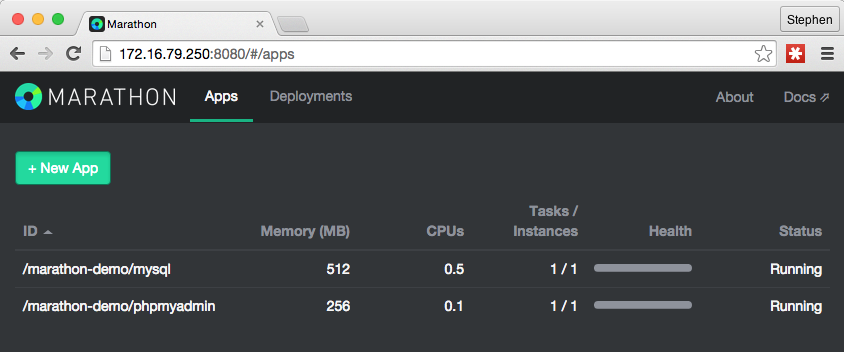 Marathon
Stephen
172.16.79.250:8080/#/apps
MARATHON Apps Deployments About Docs
+ New App
ID Memory (MB) CPUs Tasks / Instances Health Status
/marathon-demo/mysql 512 0.5 1 / 1 Running
/marathon-demo/phpmyadmin 256 0.1 1 / 1 Running